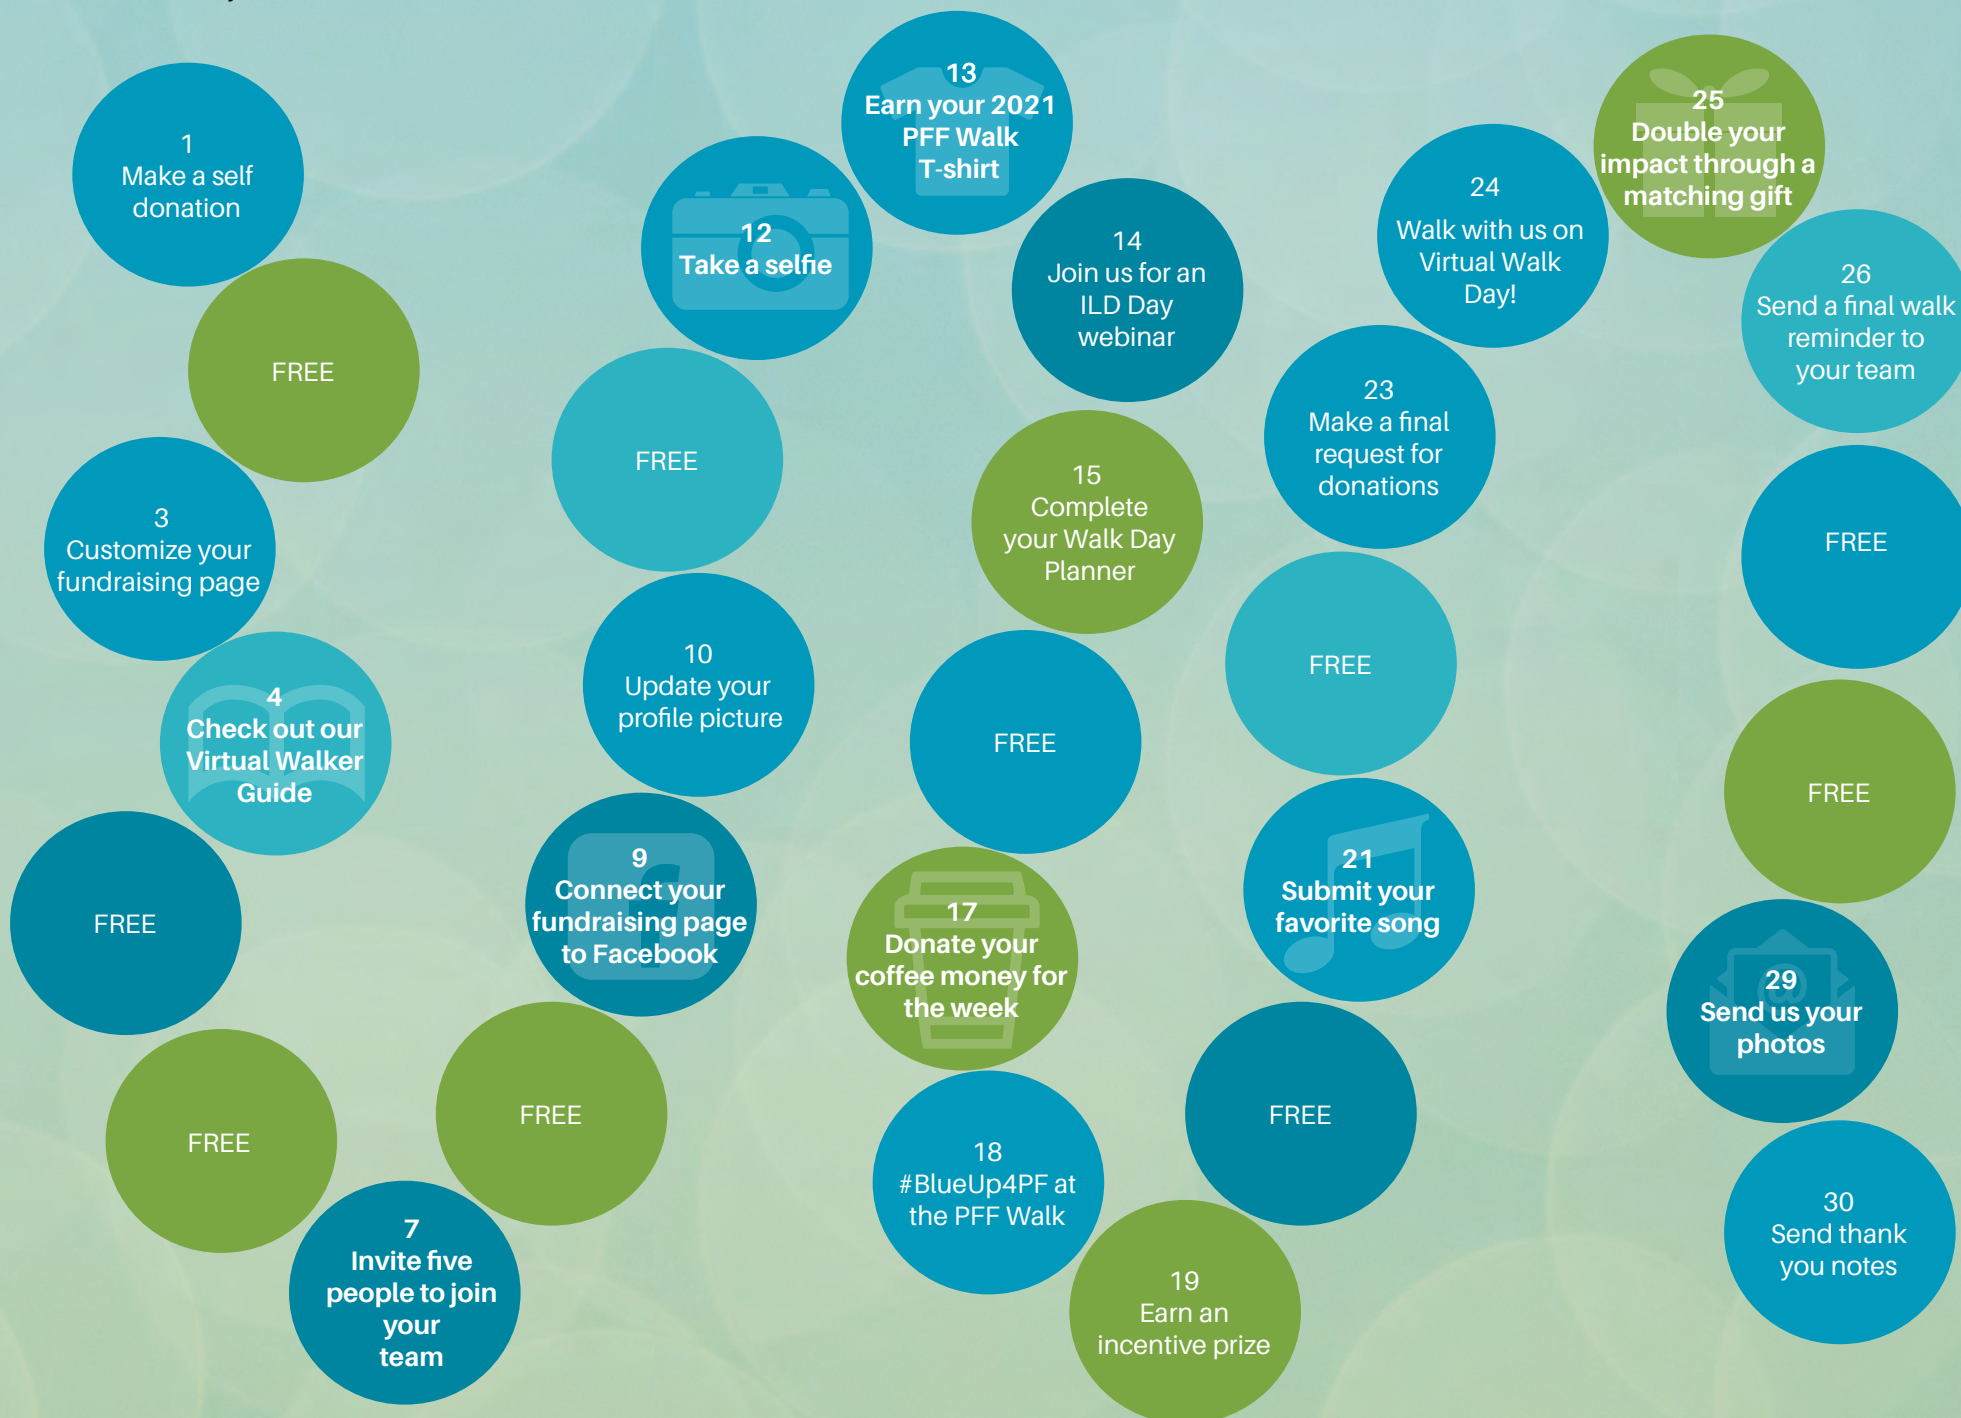 1
Make a self
donation
FREE
3
Customize your
fundraising page
4
Check out our
Virtual Walker
Guide
FREE
FREE
7
Invite five
people to join
your
team
FREE
9
Connect your
fundraising page
to Facebook
10
Update your
profile picture
FREE
12
Take a selfie
13
Earn your 2021
PFF Walk
T-shirt
14
Join us for an
ILD Day
webinar
15
Complete
your Walk Day
Planner
FREE
17
Donate your
coffee money for
the week
18
#BlueUp4PF at
the PFF Walk
19
Earn an
incentive prize
FREE
21
Submit your
favorite song
FREE
23
Make a final
request for
donations
24
Walk with us on
Virtual Walk
Day!
25
Double your
impact through a
matching gift
26
Send a final walk
reminder to
your team
FREE
FREE
29
Send us your
photos
30
Send thank
you notes